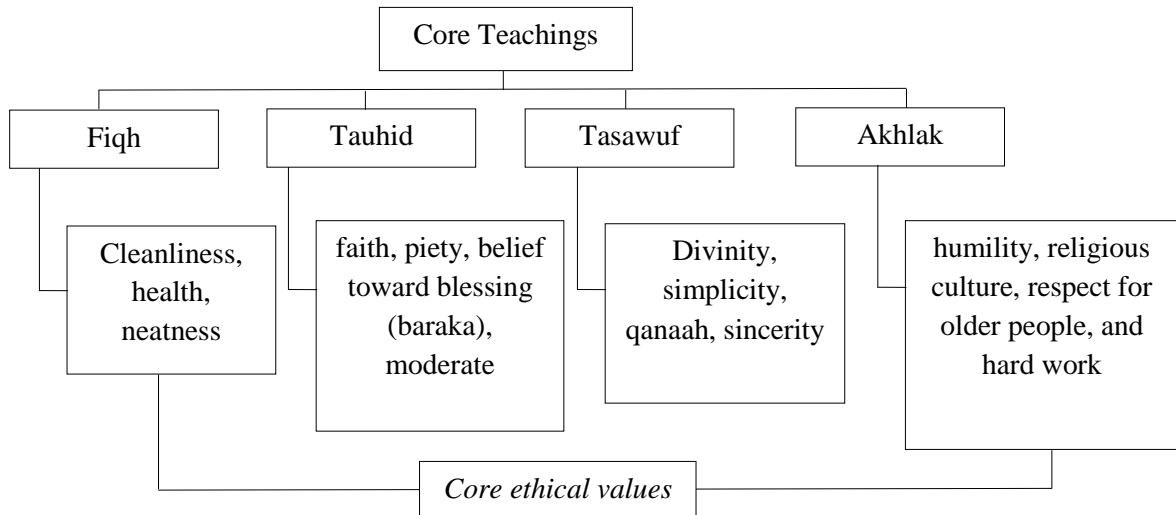 Core Teachings
Fiqh
Tauhid
Tasawuf
Akhlak
Cleanliness,
health,
neatness
faith, piety, belief
toward blessing
(baraka),
moderate
Divinity,
simplicity,
qanaah, sincerity
humility, religious
culture, respect for
older people, and
hard work
Core ethical values